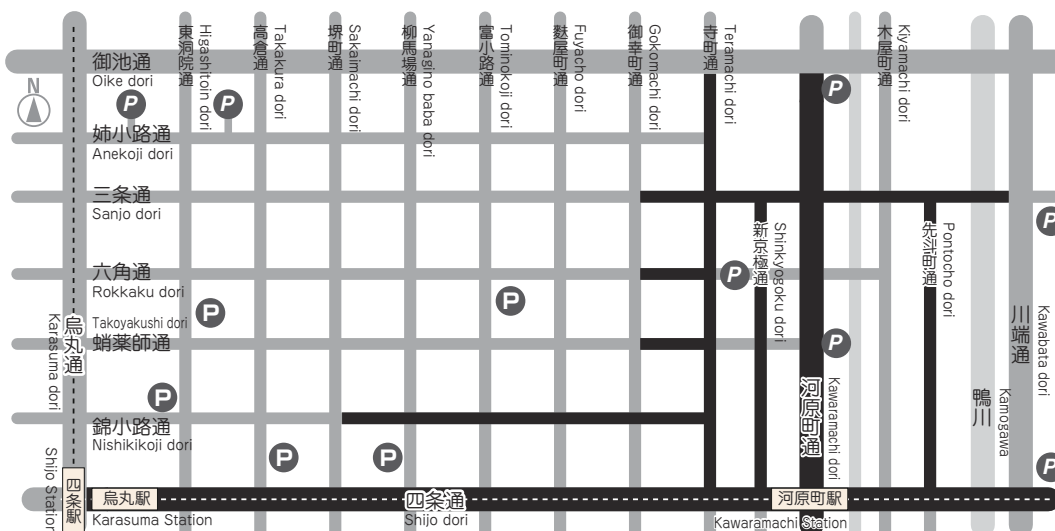 東洞院通
Higashitoin dori
高倉通
Takakura dori
堺町通
Sakaimachi dori
柳馬場通
Yanagino baba dori
富小路通
Tominokoji dori
麩屋町通
Fuyacho dori
御幸町通
Gokomachi dori
寺町通
Teramachi dori
木屋町通
Kiyamachi dori
御池通
Oike dori
N
P
P
P
姉小路通
Anekoji dori
三条通
Sanjo dori
P
新京極通
Shinkyogoku dori
先斗町通
Pontocho dori
六角通
Rokkaku dori
P
P
P
Takoyakushi dori
蛸薬師通
P
烏丸通
Karasuma dori
川端通
Kawabata dori
河原町通
Kawaramachi dori
鴨川
Kamogawa
P
錦小路通
Nishikikoji dori
P
P
P
四条駅
Shijo Station
烏丸駅
Karasuma Station
四条通
Shijo dori
河原町駅
Kawaramachi Station